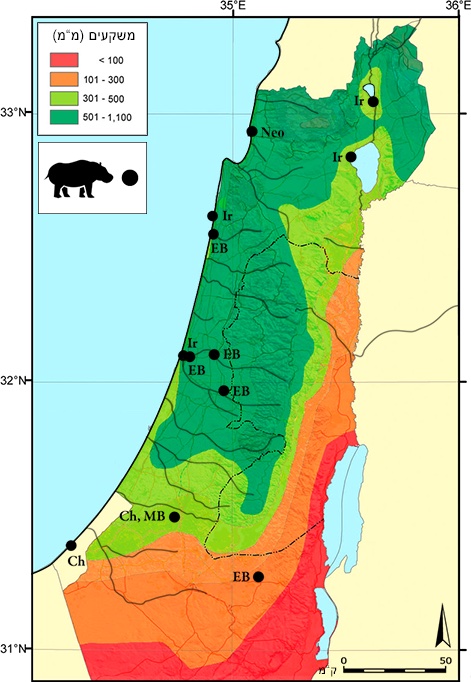 35°E 36°E
משקעים (מ"מ)
< 100
101 - 300
301 - 500
501 - 1,100
33°N
Ir
Neo
Ir
Ir
EB
Ir
EB
EB
32°N
EB
Ch, MB
Ch
EB
31°N
ק"מ
0 50